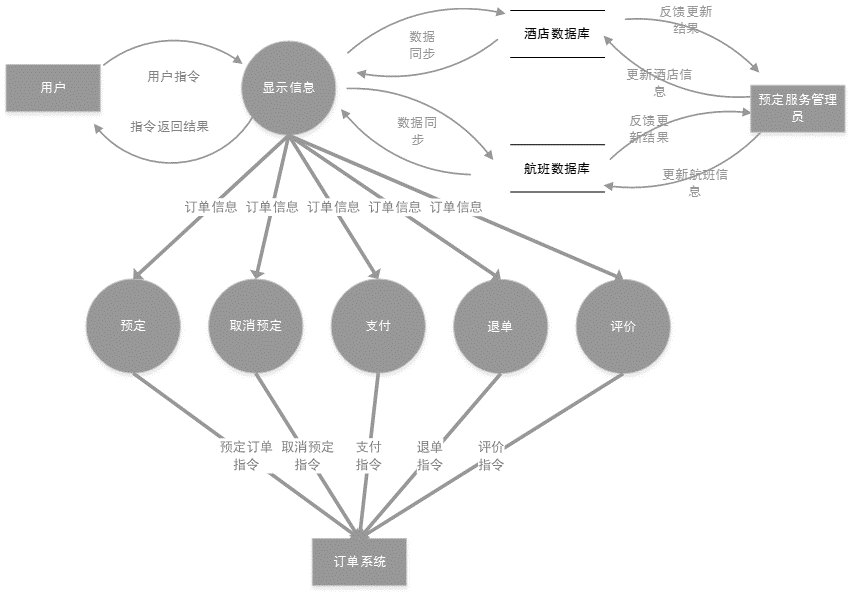 反馈更新
结果
酒店数据库
数据
同步
用户指令
更新酒店信
息
用户
显示信息
预定服务管理
员
指令返回结果
数据同
步
反馈更
新结果
航班数据库
更新航班信
息
订单信息
订单信息
订单信息
订单信息
订单信息
预定
取消预定
支付
退单
评价
预定订单
指令
取消预定
指令
支付
指令
退单
指令
评价
指令
订单系统